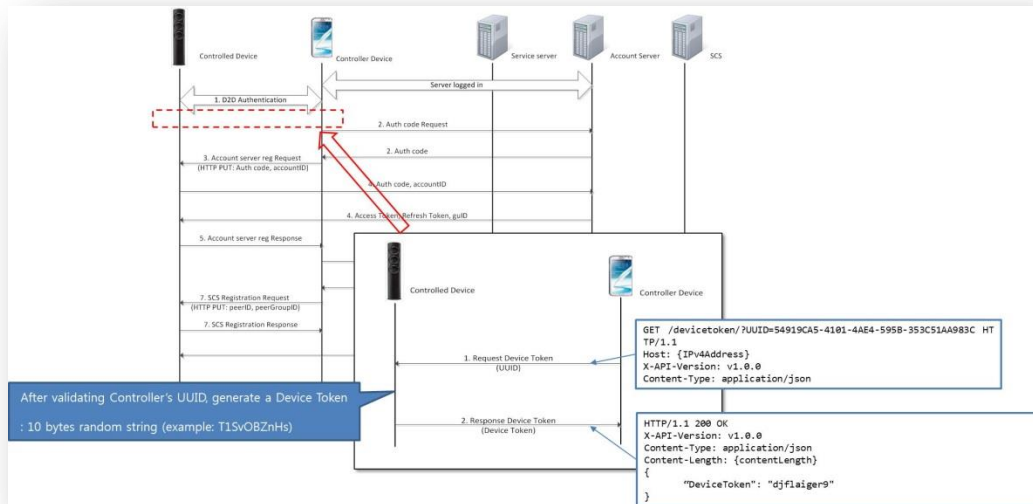 Controlled Device
Controller Device
Service server
Account Server
SCS
Server logged in
1. D2D Authentication
2. Auth code Request
2. Auth code
3. Account server reg Request
(HTTP PUT: Auth code, accountID)
4. Auth code, accountID
4. Access Token, Refresh Token, guID
5. Account server reg Response
7. SCS Registration Request
(HTTP PUT: peerID, peerGroupID)
7. SCS Registration Response
Controlled Device
Controller Device
1. Request Device Token
(UUID)
2. Response Device Token
(Device Token)
After validating Controller's UUID, generate a Device Token
: 10 bytes random string (example: T1SvOBZnHs)
GET /devicetoken/?UUID=54919CA5-4101-4AE4-595B-353C51AA983C HT
TP/1.1
Host: {IPv4Address}
X-API-Version: v1.0.0
Content-Type: application/json
HTTP/1.1 200 OK
X-API-Version: v1.0.0
Content-Type: application/json
Content-Length: {contentLength}
{
"DeviceToken": "djflaiger9"
}